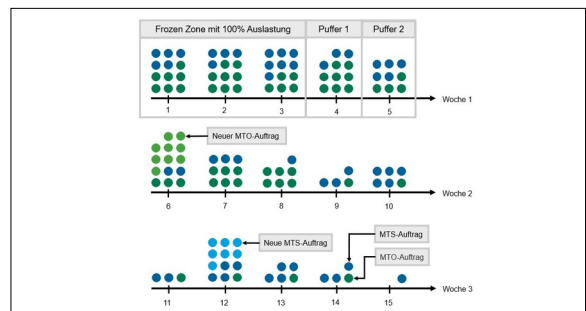 Frozen Zone mit 100% Auslastung Puffer 1 Puffer 2
Woche 1
1 2 3 4 5
Neuer MTO-Auftrag
Woche 2
6 7 8 9 10
Neue MTS-Auftrag
MTS-Auftrag
MTO-Auftrag
Woche 3
11 12 13 14 15